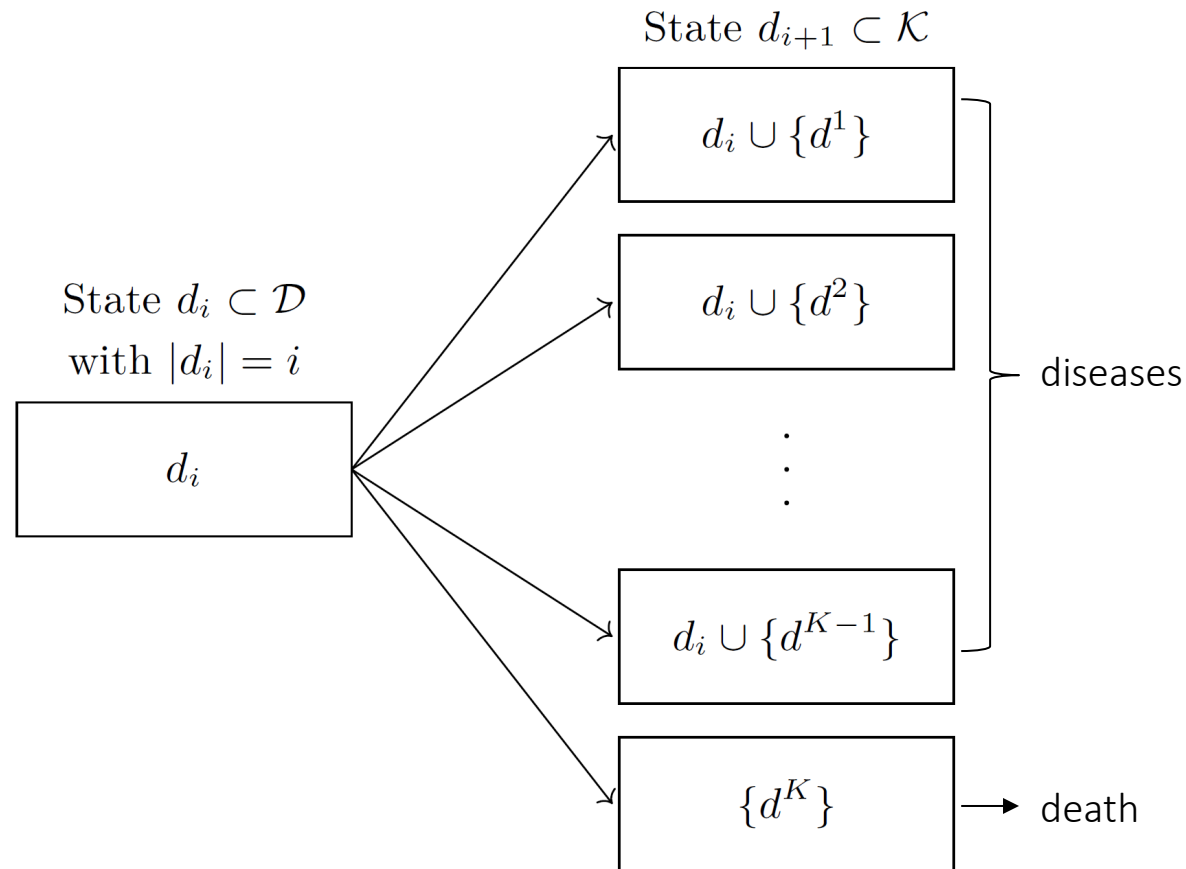 State $d_{i+1} \subset \mathcal{K}$
$d_i \cup \{d^1\}$
$d_i \cup \{d^2\}$
State $d_i \subset \mathcal{D}$
with $|d_i| = i$
diseases
$d_i$
$\vdots$
$d_i \cup \{d^{K-1}\}$
$\{d^K\}$
death